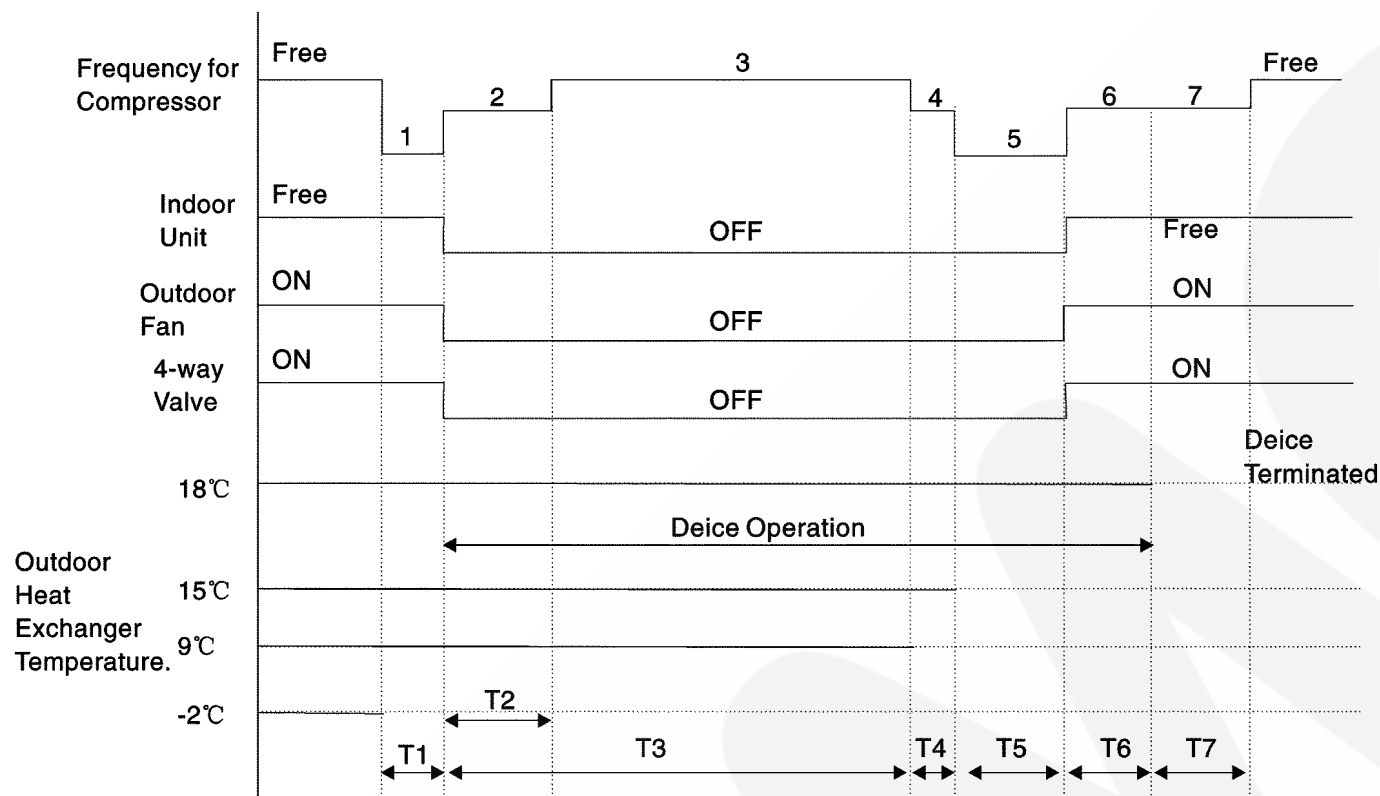 Free
Frequency for
Compressor
1
2
3
4
5
6
7
Free
Indoor
Unit
Free
OFF
Free
Outdoor
Fan
ON
OFF
ON
4-way
Valve
ON
OFF
ON
Deice
Terminated
18℃
Deice Operation
Outdoor
Heat
Exchanger
Temperature.
15℃
9℃
-2℃
T1
T2
T3
T4
T5
T6
T7